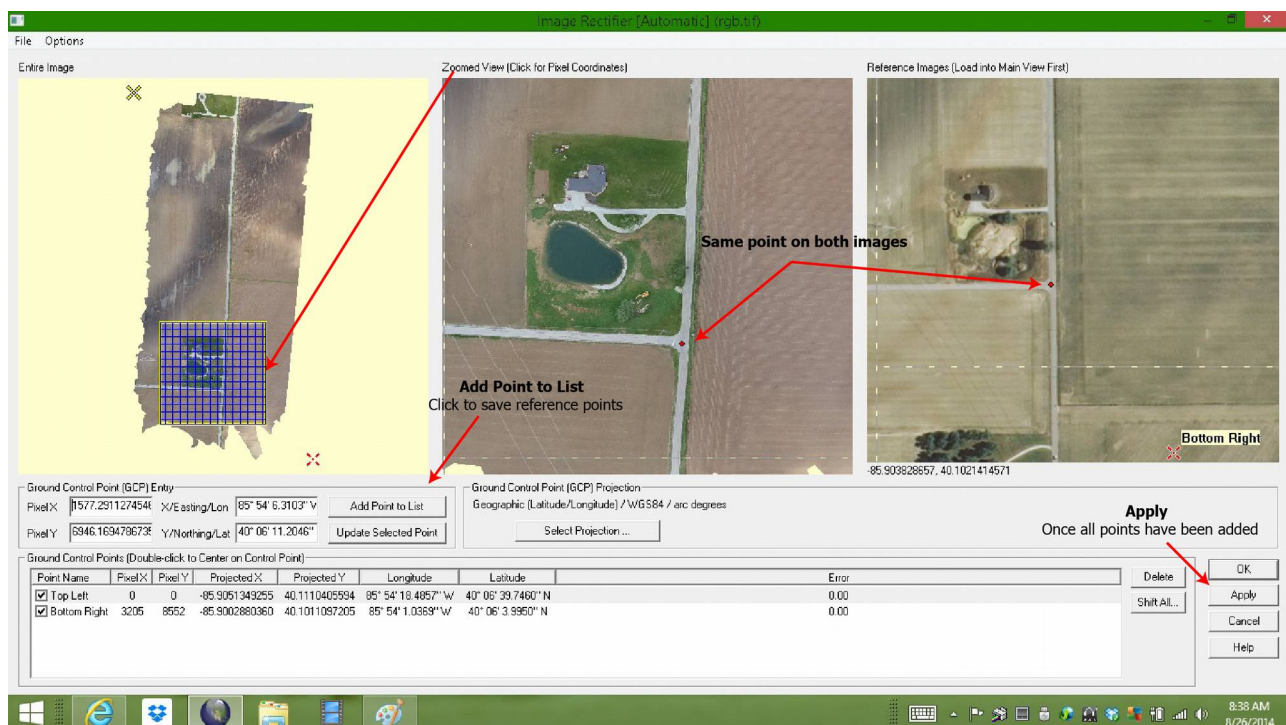 Image Rectifier [Automatic] (rgb.tif)
File Options
Entire Image
Zoomed View (Click for Pixel Coordinates)
Reference Images (Load into Main View First)
Same point on both images
Add Point to List
Click to save reference points
Bottom Right
-85.903828657, 40.1021414571
Ground Control Point (GCP) Entry
Pixel X 1577.2911274546 X/Easting/Lon 85° 54' 6.3103" V Add Point to List
Pixel Y 6946.1694786735 Y/Northing/Lat 40° 06' 11.2046" Update Selected Point
Ground Control Point (GCP) Projection
Geographic (Latitude/Longitude) / WGS84 / arc degrees
Select Projection ...
Apply
Once all points have been added
Ground Control Points (Double-click to Center on Control Point)
Point Name Pixel X Pixel Y Projected X Projected Y Longitude Latitude Error
Top Left 0 0 -85.9051349255 40.1110405594 85° 54' 18.4857" W 40° 06' 39.7460" N 0.00
Bottom Right 3205 8552 -85.9002880360 40.1011097205 85° 54' 1.0369" W 40° 06' 3.9950" N 0.00
Delete
Shift All...
OK
Apply
Cancel
Help
8:38 AM
8/26/2014